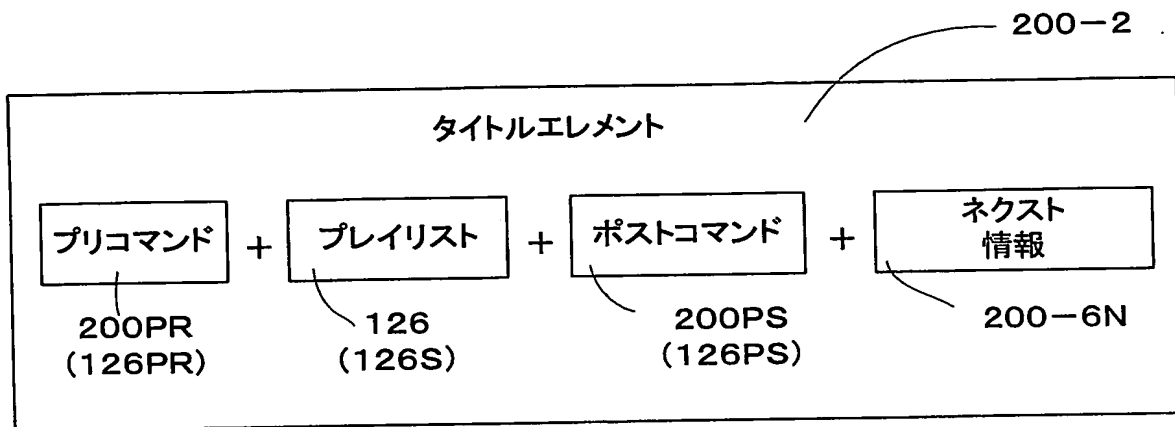 200－2
タイトルエレメント
プリコマンド + プレイリスト + ポストコマンド + ネクスト
情報
200PR 126 200PS 200－6N
(126PR) (126S) (126PS)